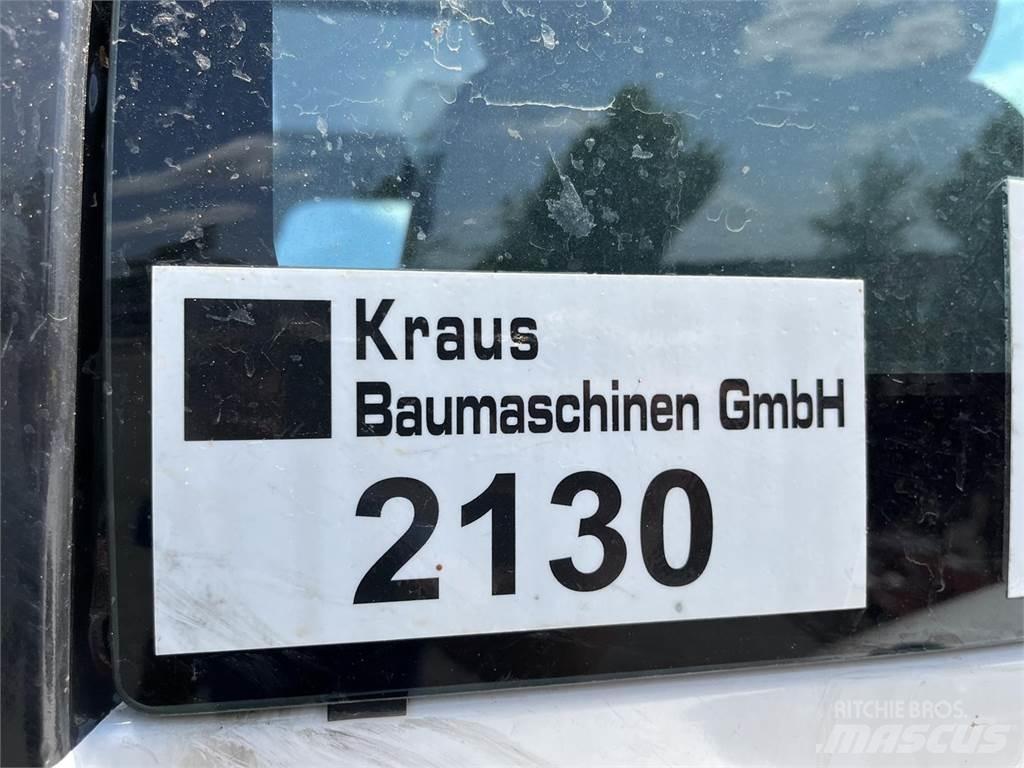 Kraus
Baumaschinen GmbH
2130
RITCHIE BROS.
MASCUS